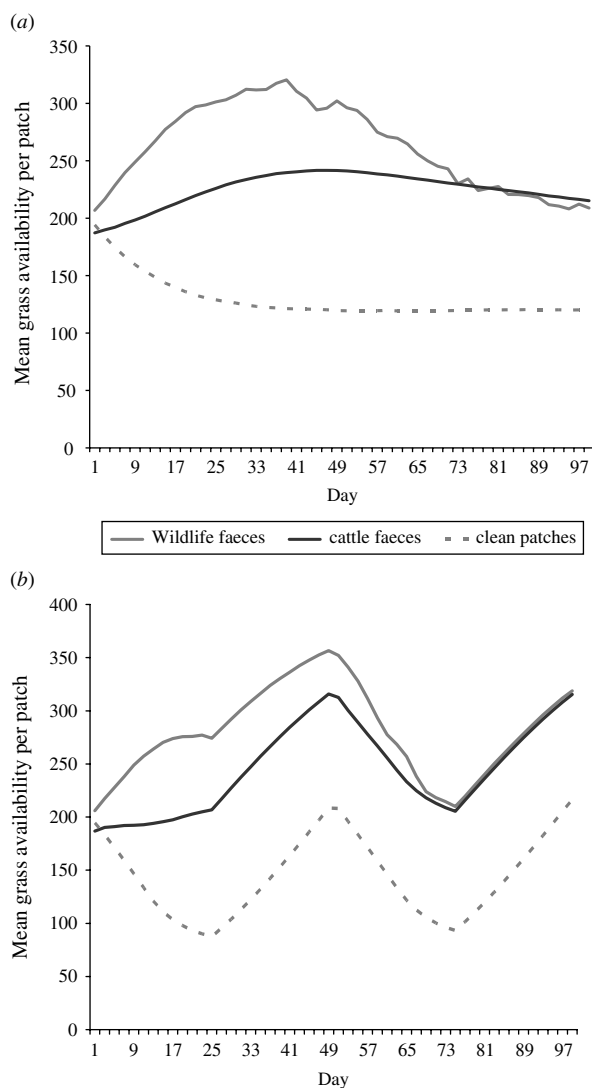 (a)
350
300
250
200
150
100
50
0
Mean grass availability per patch
1 9 17 25 33 41 49 57 65 73 81 89 97
Day
Wildlife faeces cattle faeces clean patches
(b)
400
350
300
250
200
150
100
50
0
Mean grass availability per patch
1 9 17 25 33 41 49 57 65 73 81 89 97
Day